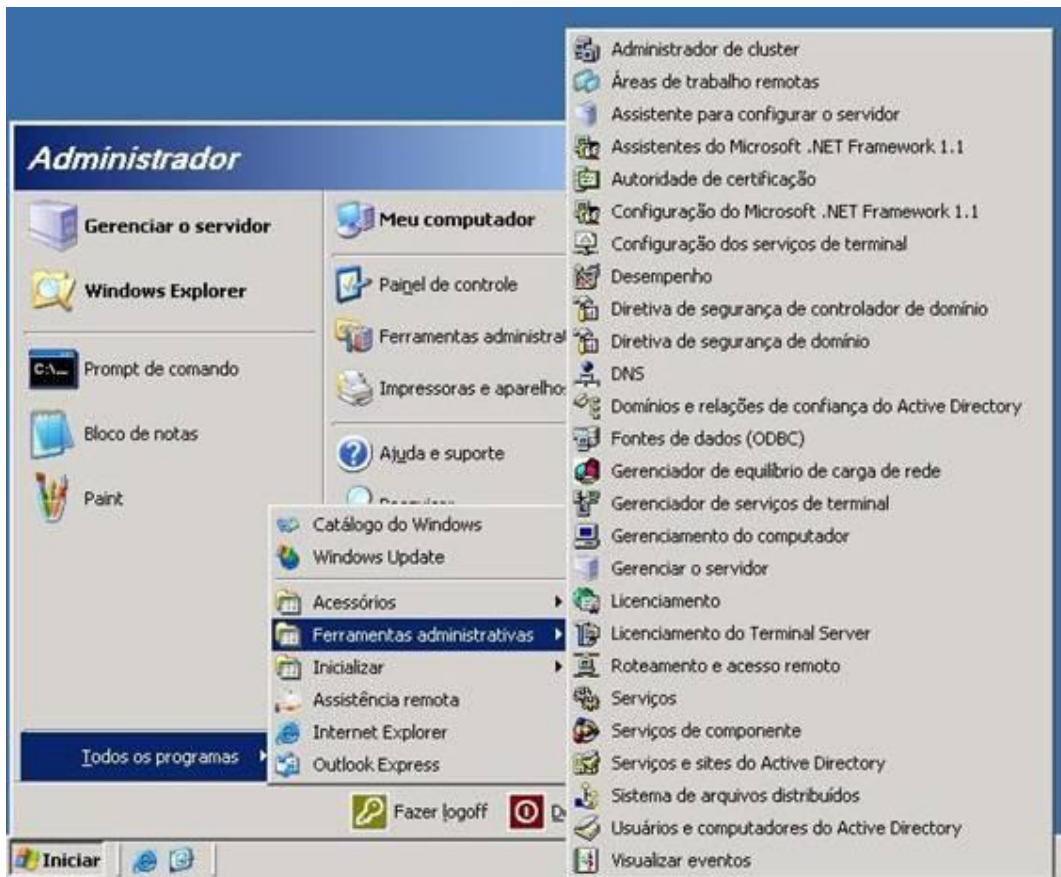 Administrador
Gerenciar o servidor
Windows Explorer
Prompt de comando
Bloco de notas
Paint
Todos os programas
Meu computador
Painel de controle
Ferramentas administrat
Impressoras e aparelho
Ajuda e suporte
Catálogo do Windows
Windows Update
Acessórios
Ferramentas administrativas
Inicializar
Assistência remota
Internet Explorer
Outlook Express
Administrador de cluster
Áreas de trabalho remotas
Assistente para configurar o servidor
Assistentes do Microsoft .NET Framework 1.1
Autoridade de certificação
Configuração do Microsoft .NET Framework 1.1
Configuração dos serviços de terminal
Desempenho
Diretiva de segurança de controlador de domínio
Diretiva de segurança de domínio
DNS
Domínios e relações de confiança do Active Directory
Fontes de dados (ODBC)
Gerenciador de equilíbrio de carga de rede
Gerenciador de serviços de terminal
Gerenciamento do computador
Gerenciar o servidor
Licenciamento
Licenciamento do Terminal Server
Roteamento e acesso remoto
Serviços
Serviços de componente
Serviços e sites do Active Directory
Sistema de arquivos distribuídos
Usuários e computadores do Active Directory
Visualizar eventos
Fazer logoff
Iniciar